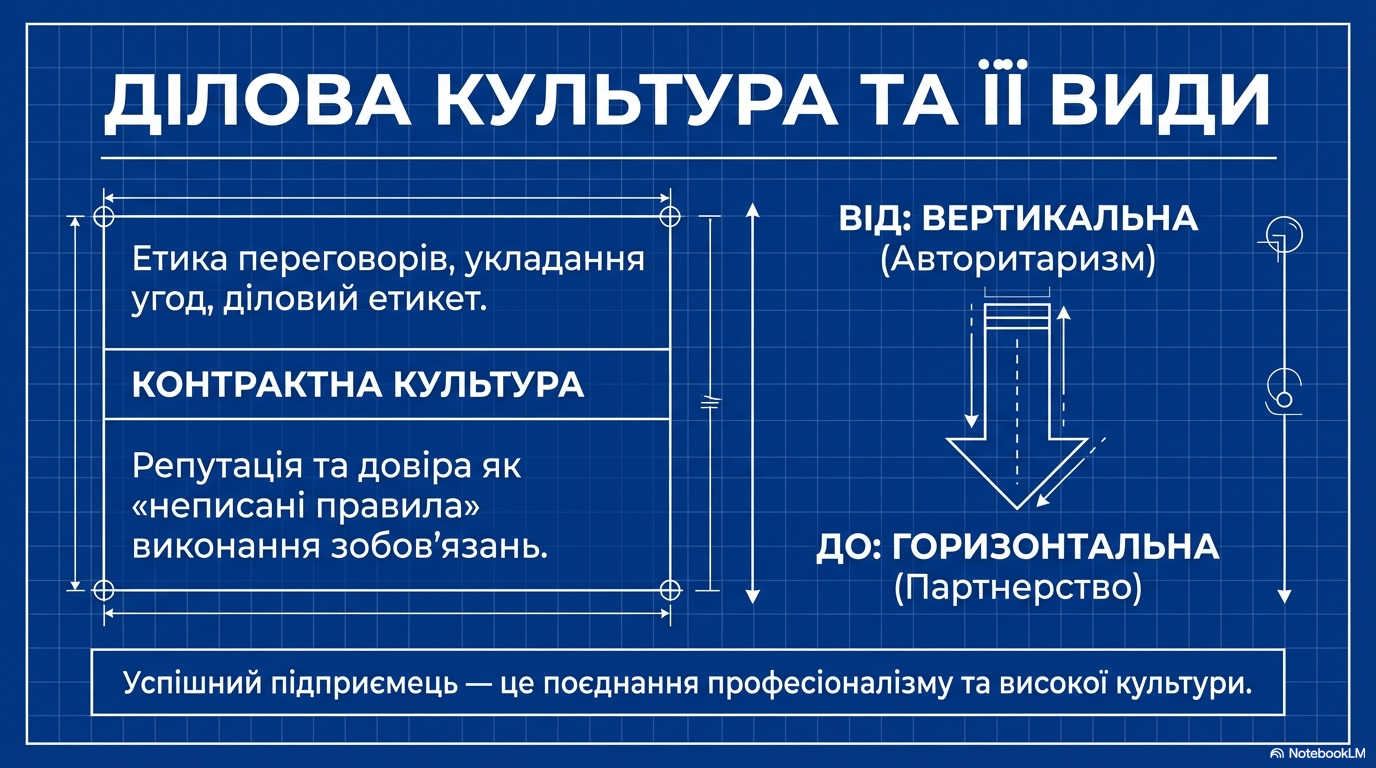 ДІЛОВА КУЛЬТУРА ТА ЇЇ ВИДИ
Етика переговорів, укладання
угод, діловий етикет.
КОНТРАКТНА КУЛЬТУРА
Репутація та довіра як
«неписані правила»
виконання зобов’язань.
ВІД: ВЕРТИКАЛЬНА
(Авторитаризм)
ДО: ГОРИЗОНТАЛЬНА
(Партнерство)
Успішний підприємець — це поєднання професіоналізму та високої культури.
NotebookLM